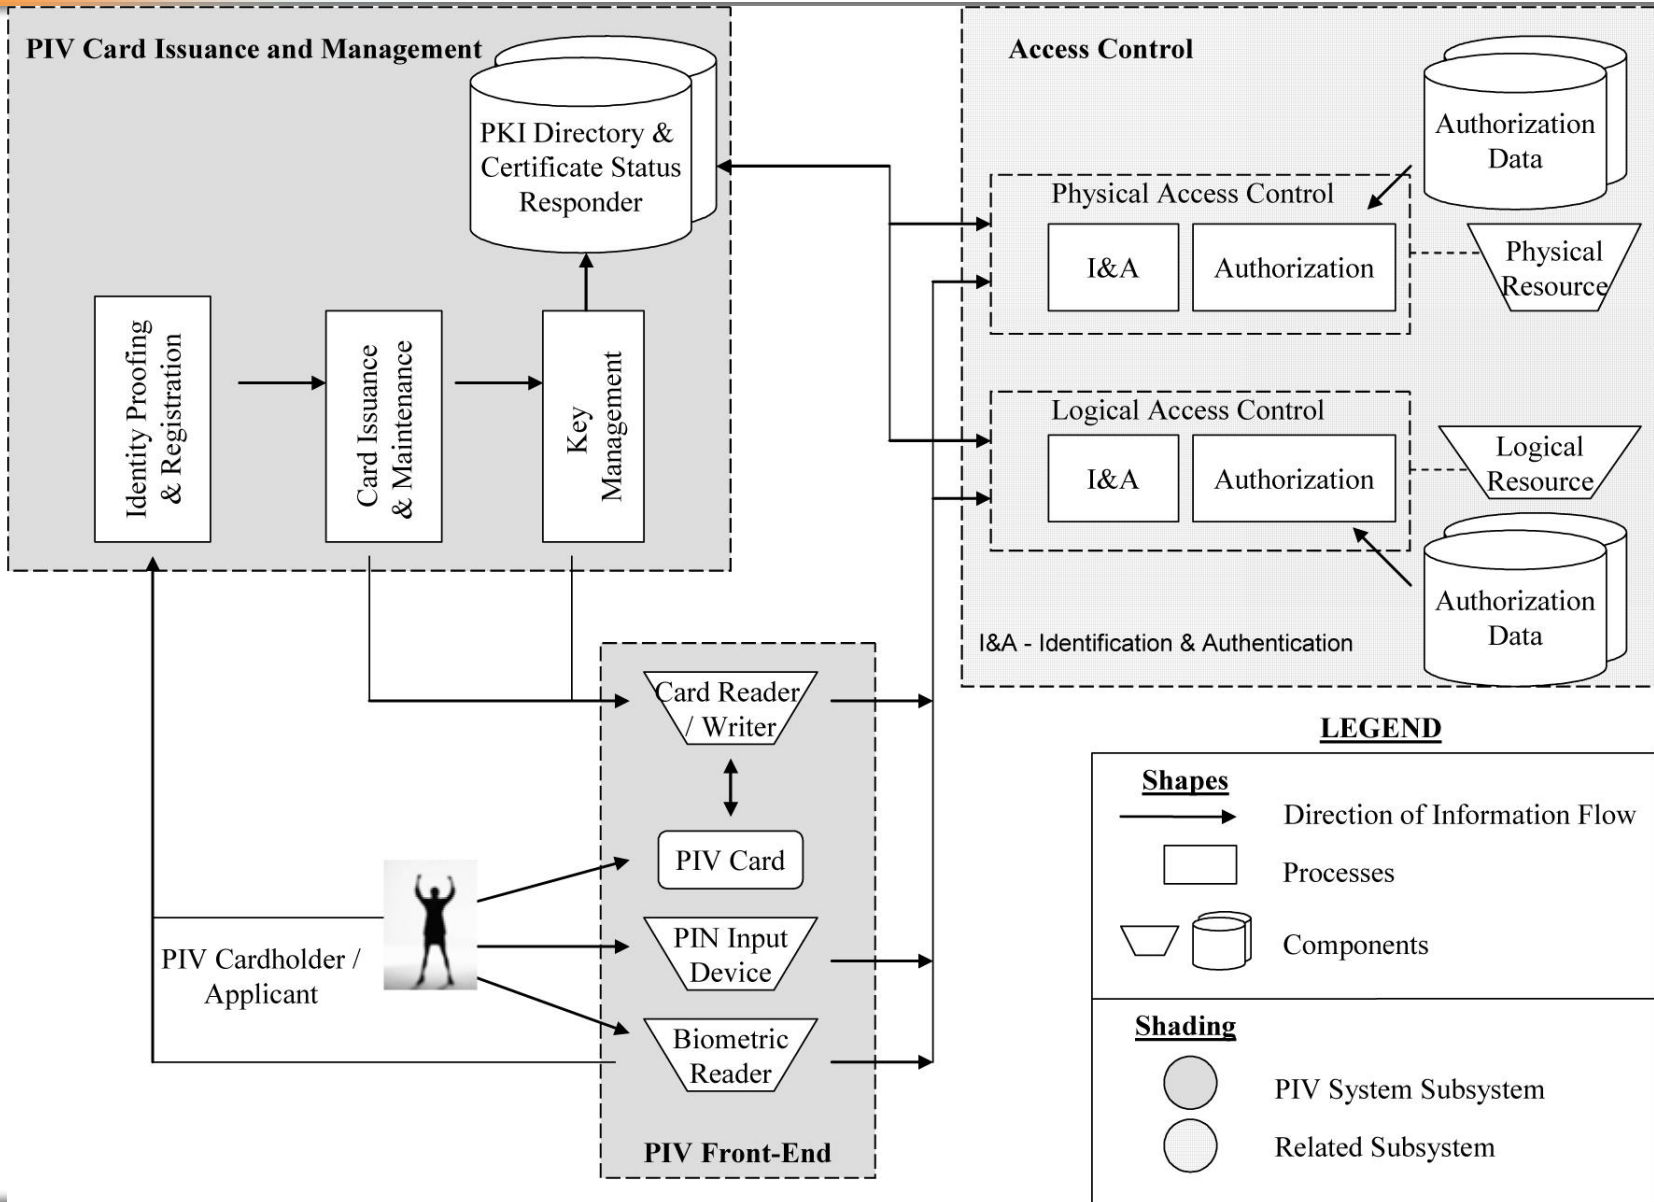 PIV Card Issuance and Management
PKI Directory &
Certificate Status
Responder
Identity Proofing
& Registration
Card Issuance
& Maintenance
Key
Management
Access Control
Authorization
Data
Physical Access Control
I&A
Authorization
Physical
Resource
Logical Access Control
I&A
Authorization
Logical
Resource
Authorization
Data
I&A - Identification & Authentication
Card Reader
/ Writer
PIV Card
PIN Input
Device
Biometric
Reader
PIV Front-End
PIV Cardholder /
Applicant
LEGEND
Shapes
Direction of Information Flow
Processes
Components
Shading
PIV System Subsystem
Related Subsystem